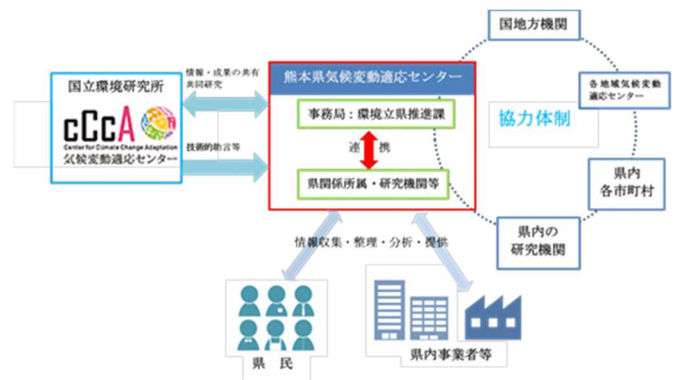 国地方機関
国立環境研究所
CCCA
Center for Climate Change Adaptation
気候変動適応センター
情報・成果の共有
共同研究
技術的助言等
熊本県気候変動適応センター
事務局：環境立県推進課
連　携
県関係所属・研究機関等
各地域気候変動
適応センター
協力体制
県内
各市町村
県内の
研究機関
情報収集・整理・分析・提供
県　民
県内事業者等